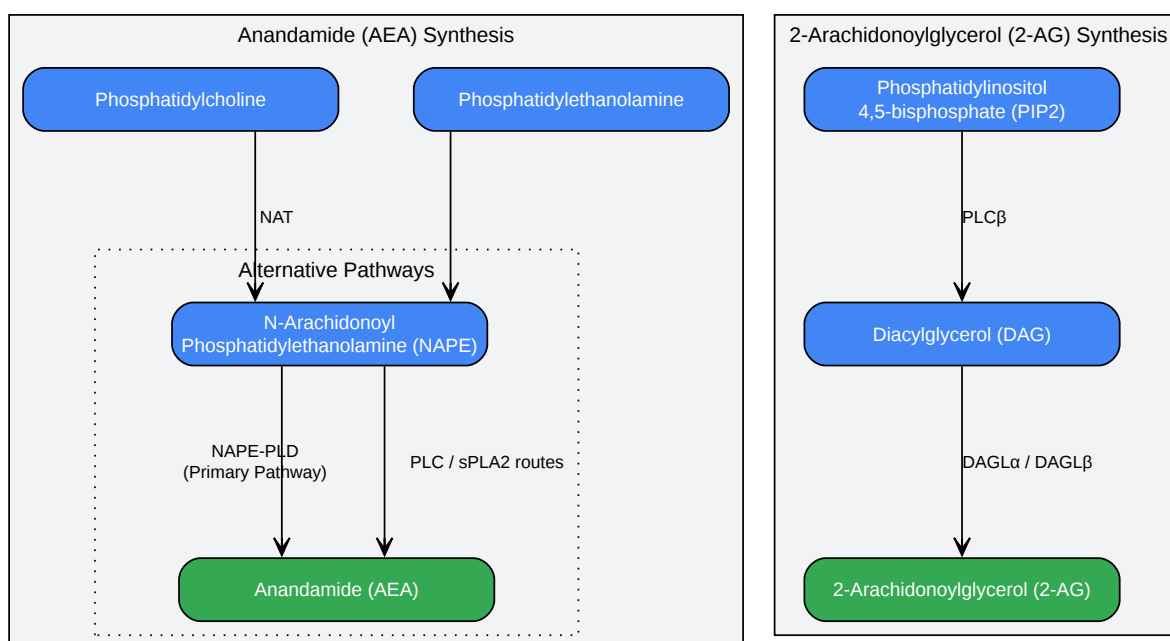 Anandamide (AEA) Synthesis
Phosphatidylcholine
Phosphatidylethanolamine
NAT
Alternative Pathways
N-Arachidonoyl
Phosphatidylethanolamine (NAPE)
NAPE-PLD
(Primary Pathway)
PLC / sPLA2 routes
Anandamide (AEA)
2-Arachidonoylglycerol (2-AG) Synthesis
Phosphatidylinositol
4,5-bisphosphate (PIP2)
PLCβ
Diacylglycerol (DAG)
DAGLα / DAGLβ
2-Arachidonoylglycerol (2-AG)